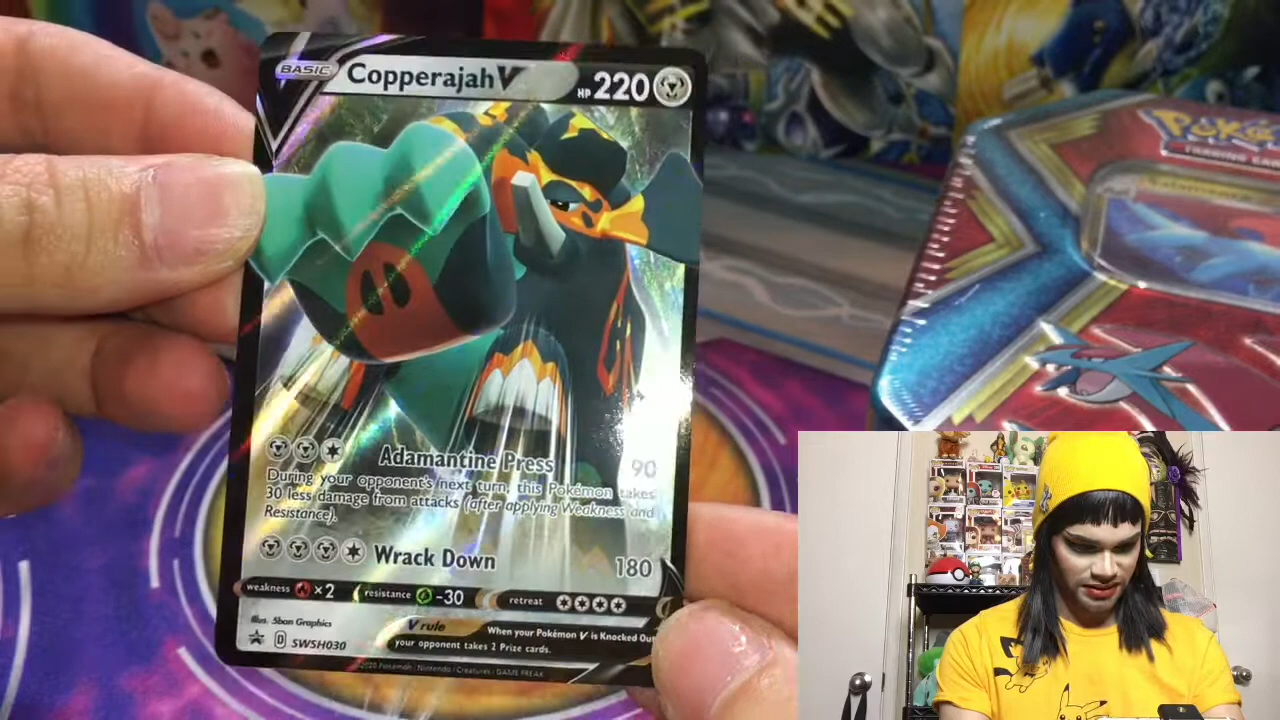 BASIC Copperajah V HP 220
Adamantine Press 90
During your opponent's next turn, this Pokémon takes
30 less damage from attacks (after applying Weakness and
Resistance).
Wrack Down 180
weakness ×2 resistance -30 retreat
Illus. 5ban Graphics
V rule When your Pokémon V is Knocked Out,
your opponent takes 2 Prize cards.
D SWSH030
©2020 Pokémon / Nintendo / Creatures / GAME FREAK